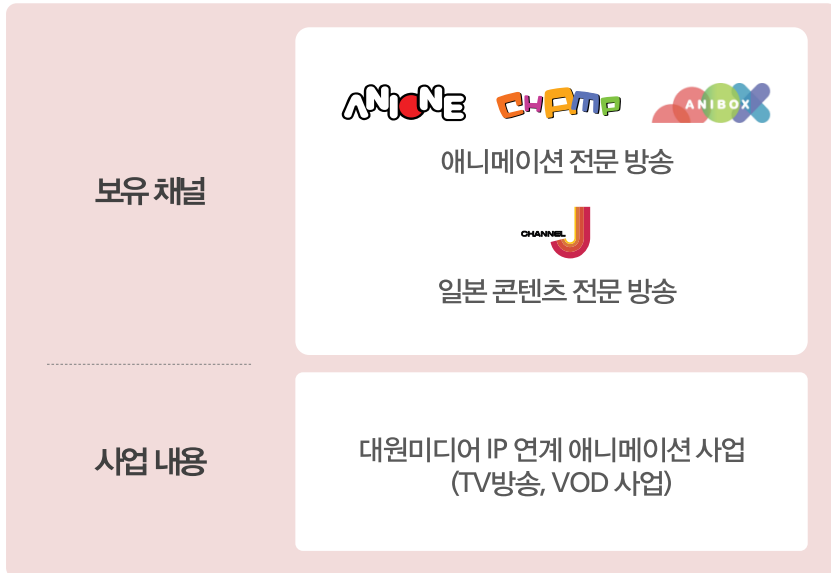 보유 채널
ANIONE CHAMP ANIBOX
애니메이션 전문 방송
CHANNEL J
일본 콘텐츠 전문 방송
사업 내용
대원미디어 IP 연계 애니메이션 사업
(TV방송, VOD 사업)